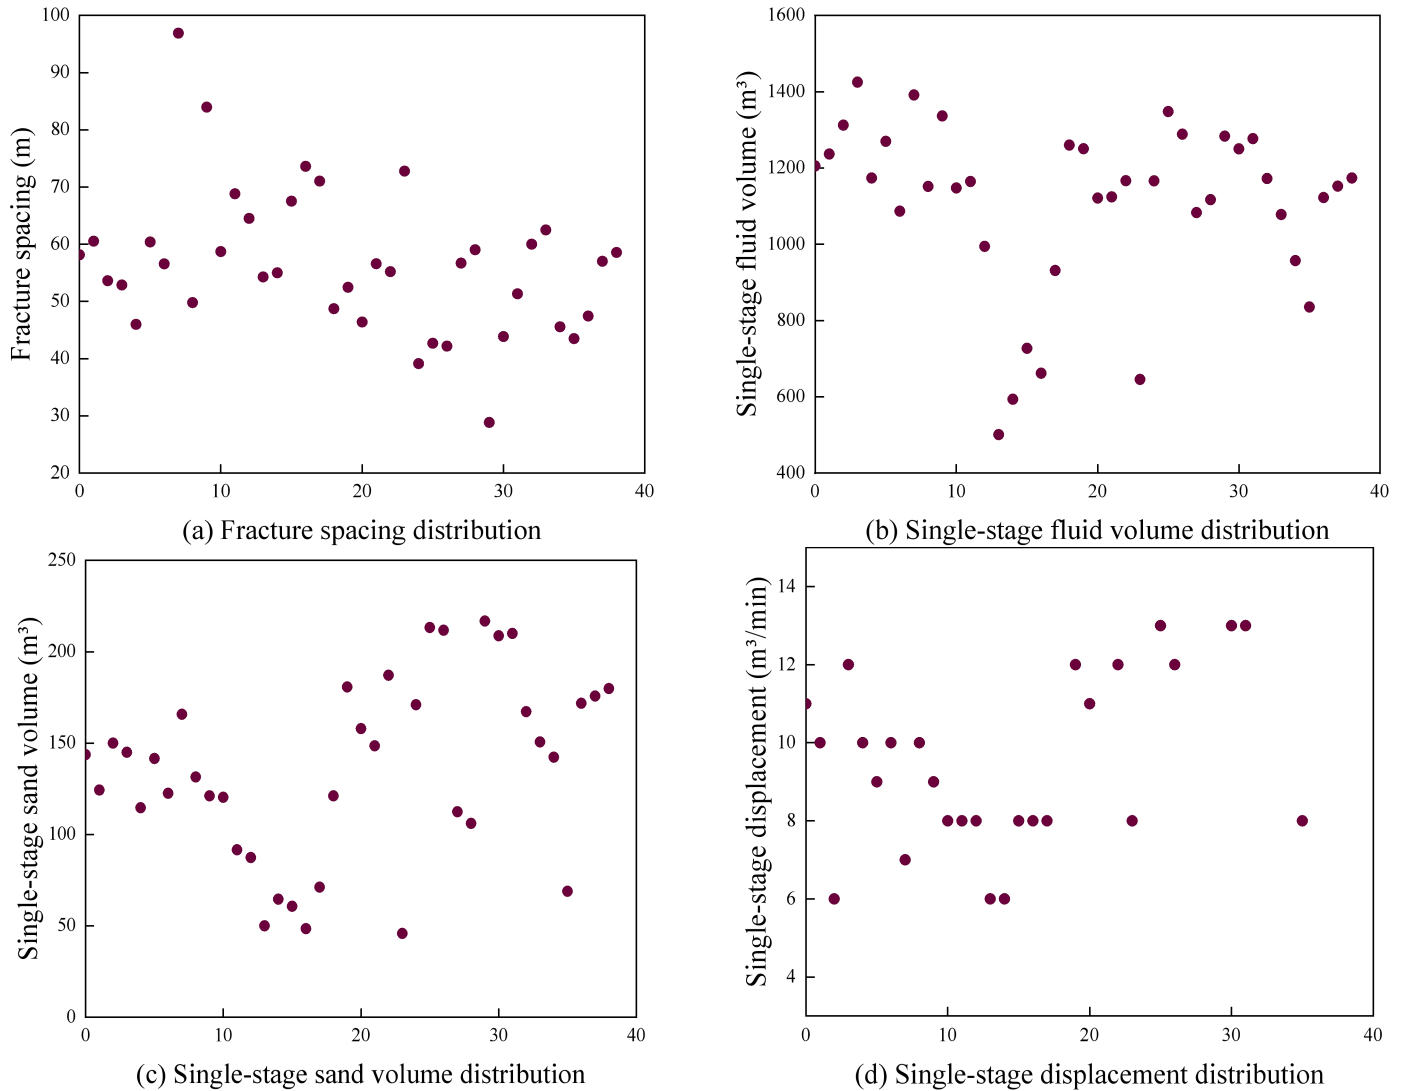 100
90
80
70
60
50
40
30
20
Fracture spacing (m)
0 10 20 30 40
(a) Fracture spacing distribution
1600
1400
1200
1000
800
600
400
Single-stage fluid volume (m³)
0 10 20 30 40
(b) Single-stage fluid volume distribution
250
200
150
100
50
0
Single-stage sand volume (m³)
0 10 20 30 40
(c) Single-stage sand volume distribution
14
12
10
8
6
4
Single-stage displacement (m³/min)
0 10 20 30 40
(d) Single-stage displacement distribution